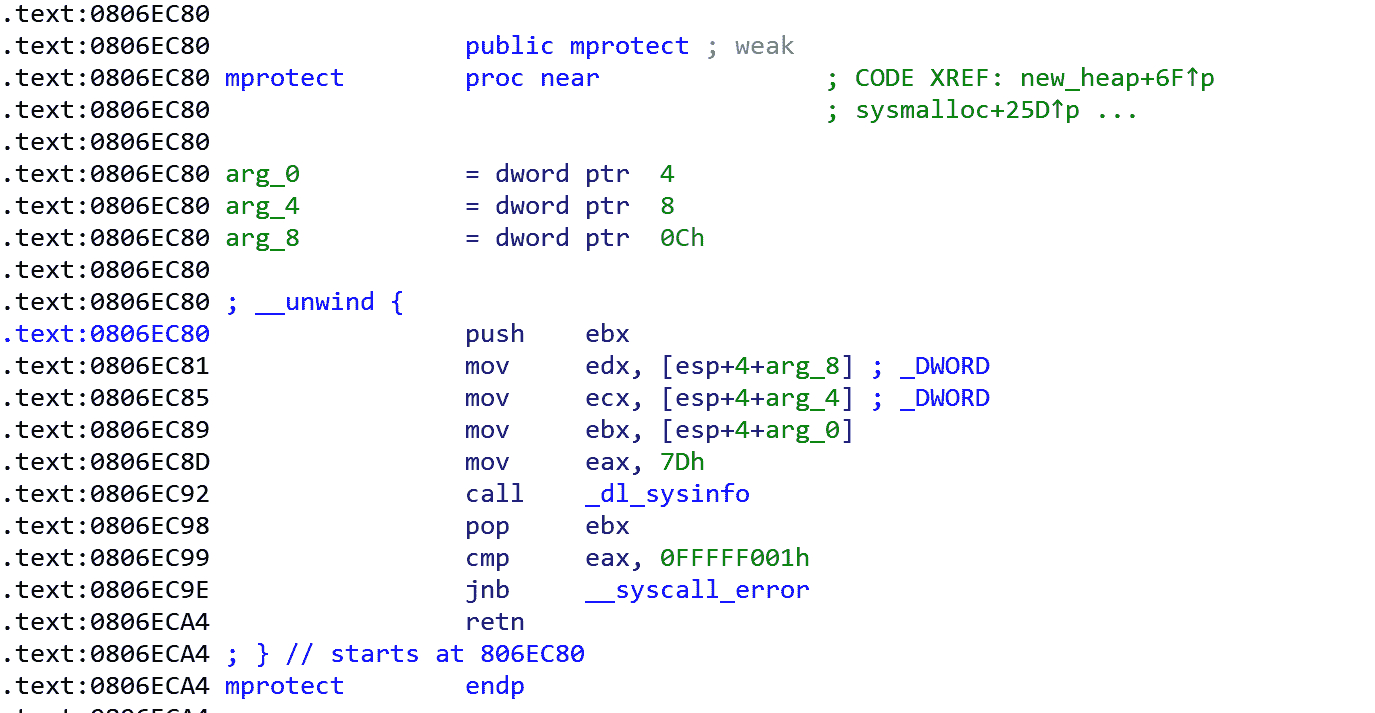 .text:0806EC80
.text:0806EC80                 public mprotect ; weak
.text:0806EC80 mprotect        proc near               ; CODE XREF: new_heap+6F↑p
.text:0806EC80                                         ; sysmalloc+25D↑p ...
.text:0806EC80
.text:0806EC80 arg_0           = dword ptr  4
.text:0806EC80 arg_4           = dword ptr  8
.text:0806EC80 arg_8           = dword ptr  0Ch
.text:0806EC80
.text:0806EC80 ; __unwind {
.text:0806EC80                 push    ebx
.text:0806EC81                 mov     edx, [esp+4+arg_8] ; _DWORD
.text:0806EC85                 mov     ecx, [esp+4+arg_4] ; _DWORD
.text:0806EC89                 mov     ebx, [esp+4+arg_0]
.text:0806EC8D                 mov     eax, 7Dh
.text:0806EC92                 call    _dl_sysinfo
.text:0806EC98                 pop     ebx
.text:0806EC99                 cmp     eax, 0FFFFF001h
.text:0806EC9E                 jnb     __syscall_error
.text:0806ECA4                 retn
.text:0806ECA4 ; } // starts at 806EC80
.text:0806ECA4 mprotect        endp